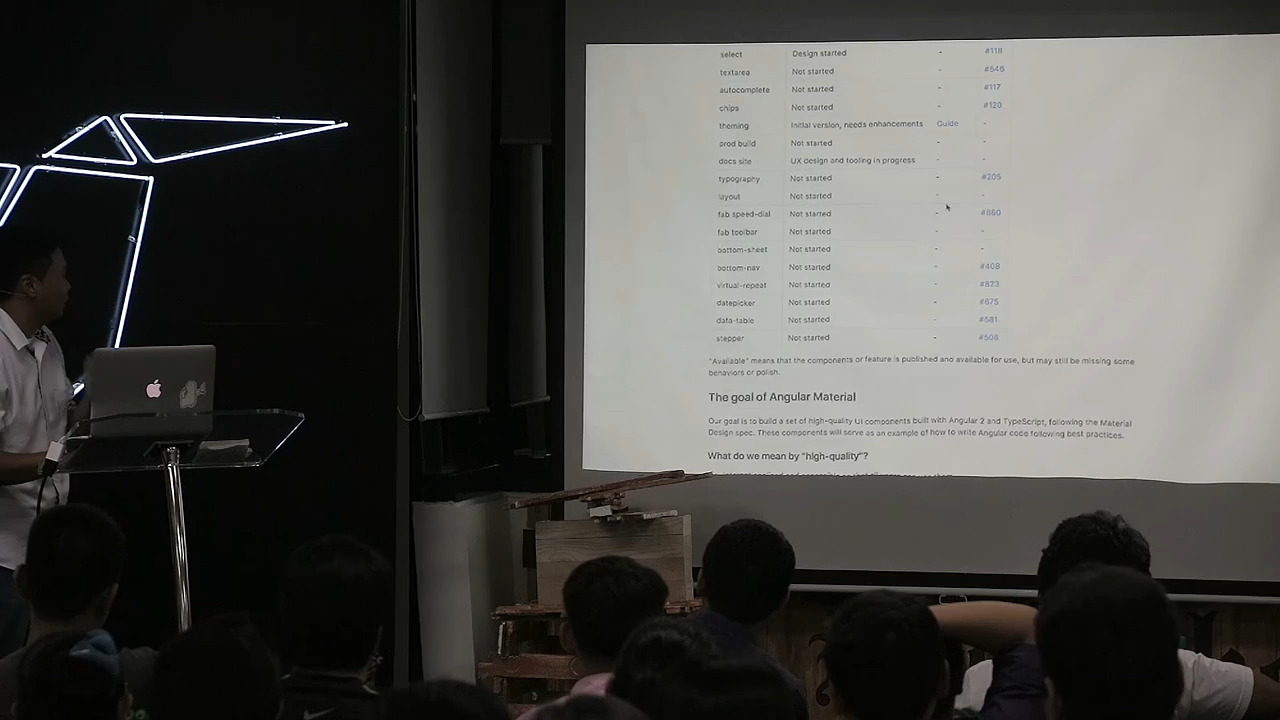 select Design started - #118
textarea Not started - #546
autocomplete Not started - #117
chips Not started - #120
theming Initial version, needs enhancements Guide -
prod build Not started - -
docs site UX design and tooling in progress - -
typography Not started - #205
layout Not started - -
fab speed-dial Not started - #860
fab toolbar Not started - -
bottom-sheet Not started - -
bottom-nav Not started - #408
virtual-repeat Not started - #823
datepicker Not started - #675
data-table Not started - #581
stepper Not started - #508
"Available" means that the components or feature is published and available for use, but may still be missing some
behaviors or polish.
The goal of Angular Material
Our goal is to build a set of high-quality UI components built with Angular 2 and TypeScript, following the Material
Design spec. These components will serve as an example of how to write Angular code following best practices.
What do we mean by "high-quality"?